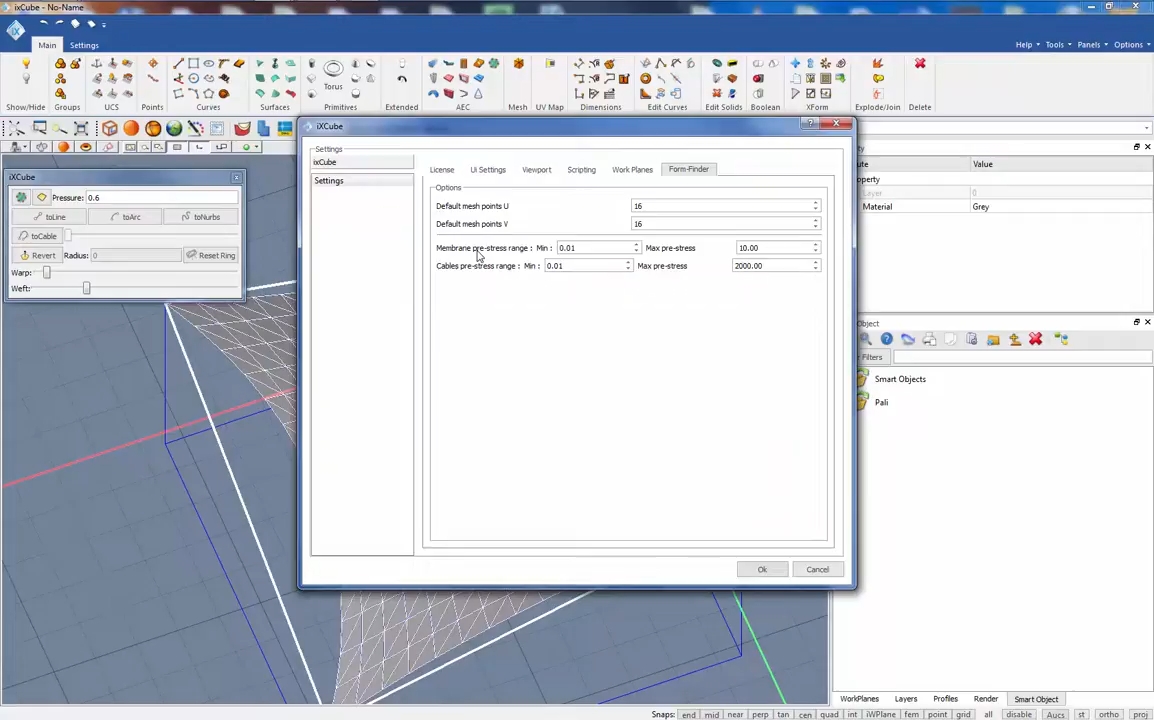 ixCube - No-Name
Main
Settings
Help
Tools
Panels
Options
Torus
Show/Hide
Groups
UCS
Points
Curves
Surfaces
Primitives
Extended
AEC
Mesh
UV Map
Dimensions
Edit Curves
Edit Solids
Boolean
XForm
Explode/Join
Delete
iXCube
Pressure: 0.6
toLine
toArc
toNurbs
toCable
Revert
Radius: 0
Reset Ring
Warp:
Weft:
iXCube
Settings
ixCube
Settings
License
Ui Settings
Viewport
Scripting
Work Planes
Form-Finder
Options
Default mesh points U 16
Default mesh points V 16
Membrane pre-stress range : Min : 0.01 Max pre-stress 10.00
Cables pre-stress range : Min : 0.01 Max pre-stress 2000.00
Ok
Cancel
Value
Material
Grey
Object
Filters
Smart Objects
Pali
WorkPlanes
Layers
Profiles
Render
Smart Object
Snaps: end mid near perp tan cen quad int iWPlane fem point grid all disable Aucs st ortho proj